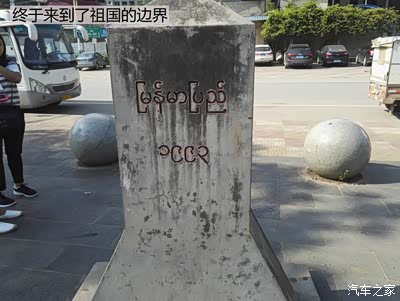 终于来到了祖国的边界
မြန်မာပြည်
၁၉၉၃
汽车之家